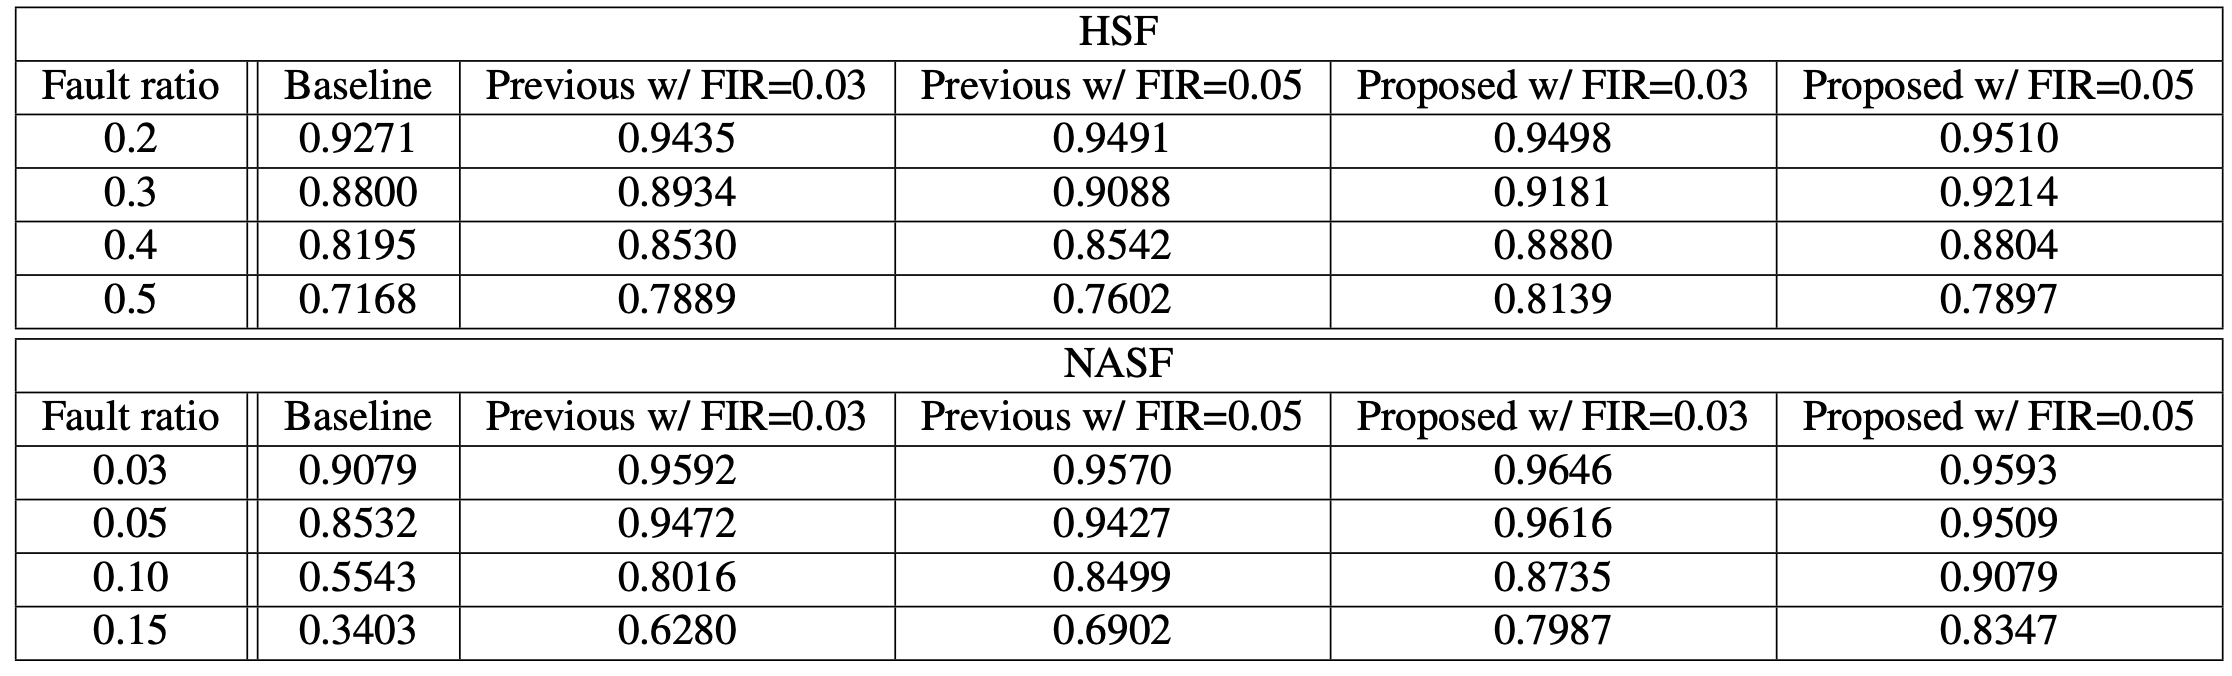 HSF
Fault ratio Baseline Previous w/ FIR=0.03 Previous w/ FIR=0.05 Proposed w/ FIR=0.03 Proposed w/ FIR=0.05
0.2 0.9271 0.9435 0.9491 0.9498 0.9510
0.3 0.8800 0.8934 0.9088 0.9181 0.9214
0.4 0.8195 0.8530 0.8542 0.8880 0.8804
0.5 0.7168 0.7889 0.7602 0.8139 0.7897
NASF
Fault ratio Baseline Previous w/ FIR=0.03 Previous w/ FIR=0.05 Proposed w/ FIR=0.03 Proposed w/ FIR=0.05
0.03 0.9079 0.9592 0.9570 0.9646 0.9593
0.05 0.8532 0.9472 0.9427 0.9616 0.9509
0.10 0.5543 0.8016 0.8499 0.8735 0.9079
0.15 0.3403 0.6280 0.6902 0.7987 0.8347